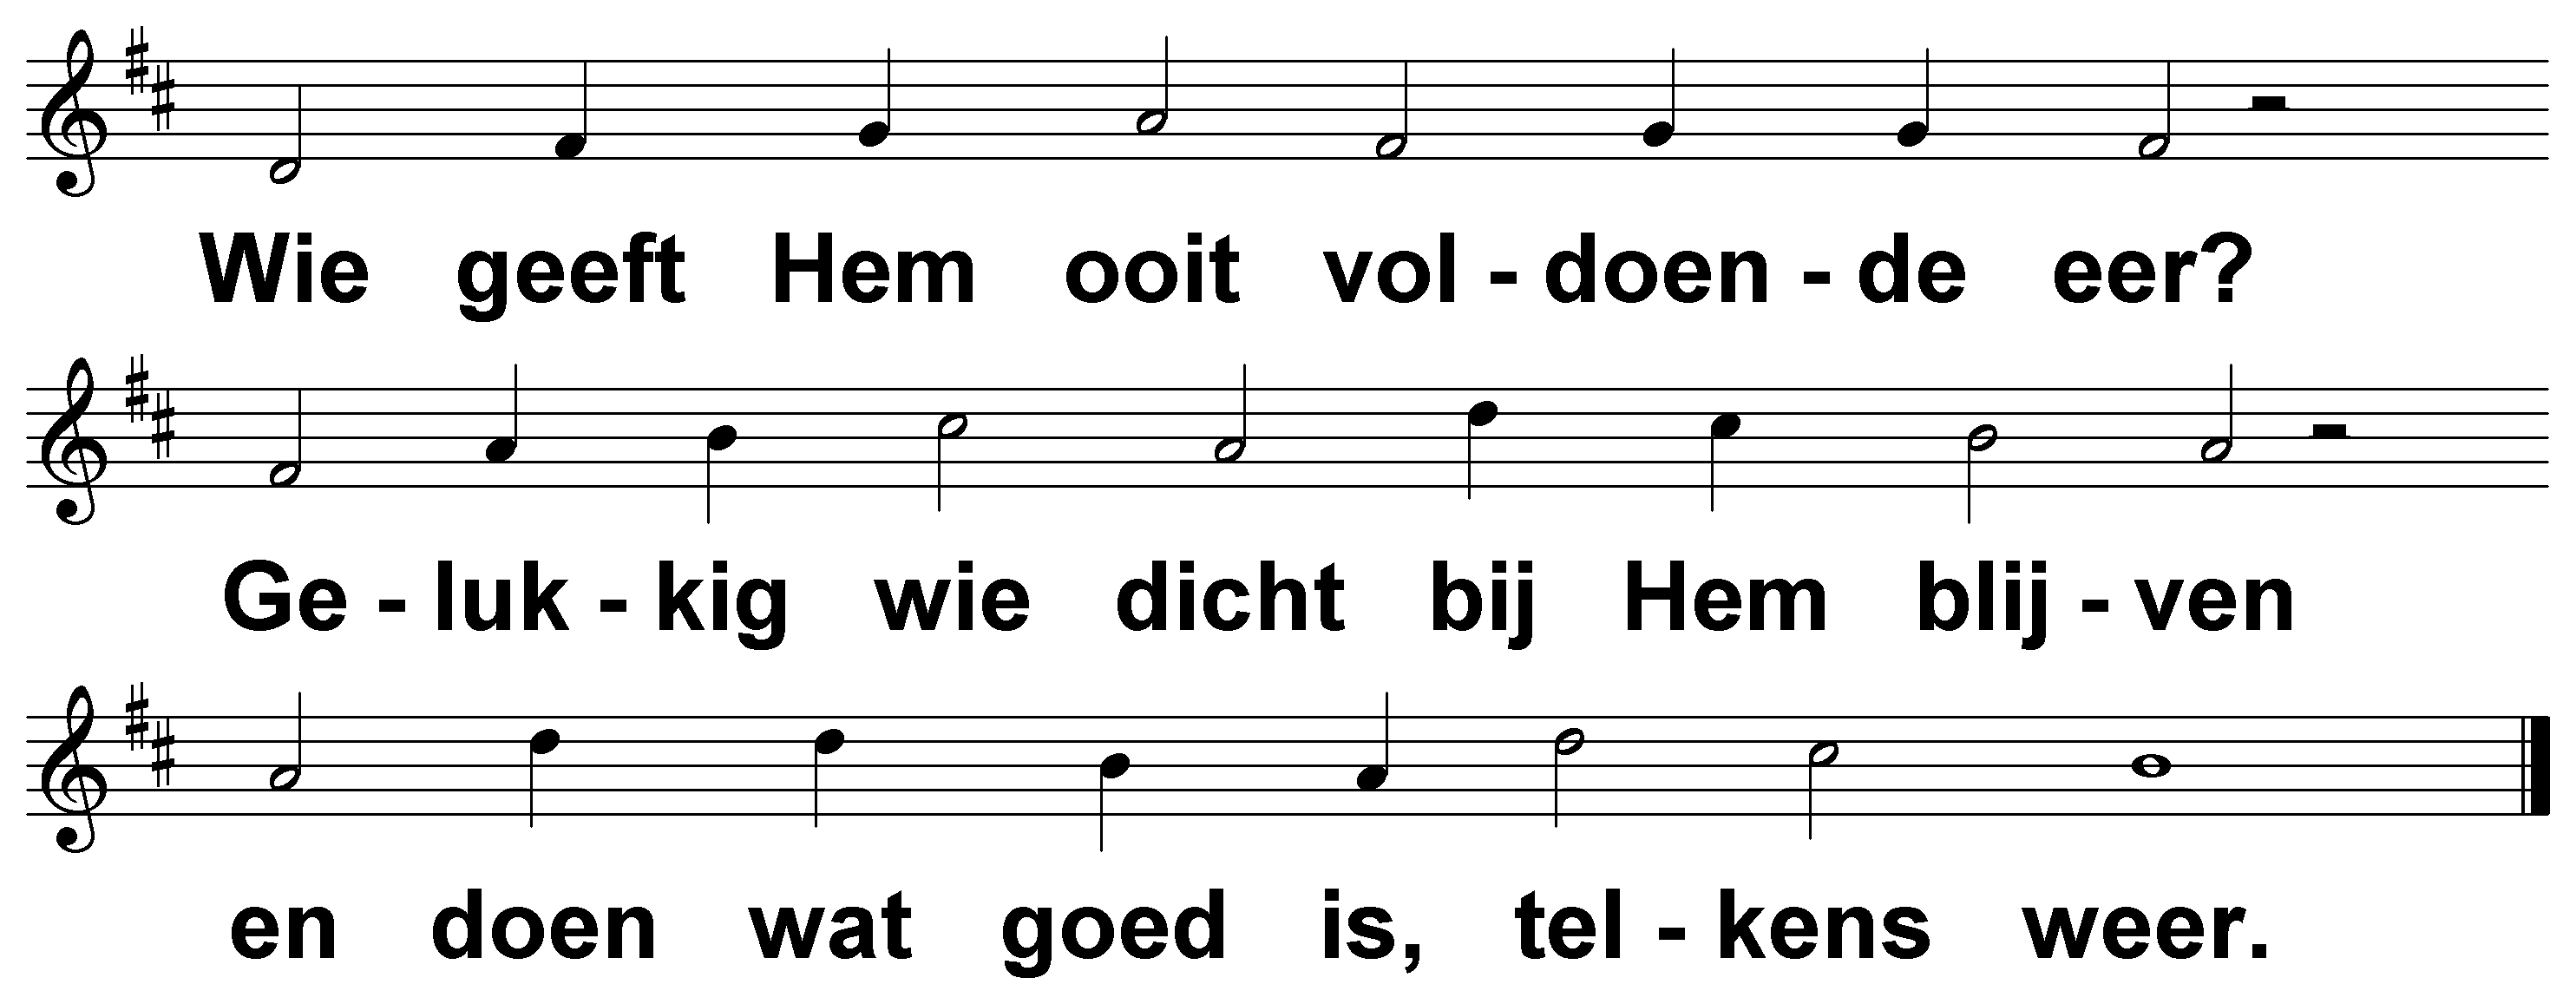 Wie geeft Hem ooit vol - doen - de eer?
Ge - luk - kig wie dicht bij Hem blij - ven
en doen wat goed is, tel - kens weer.